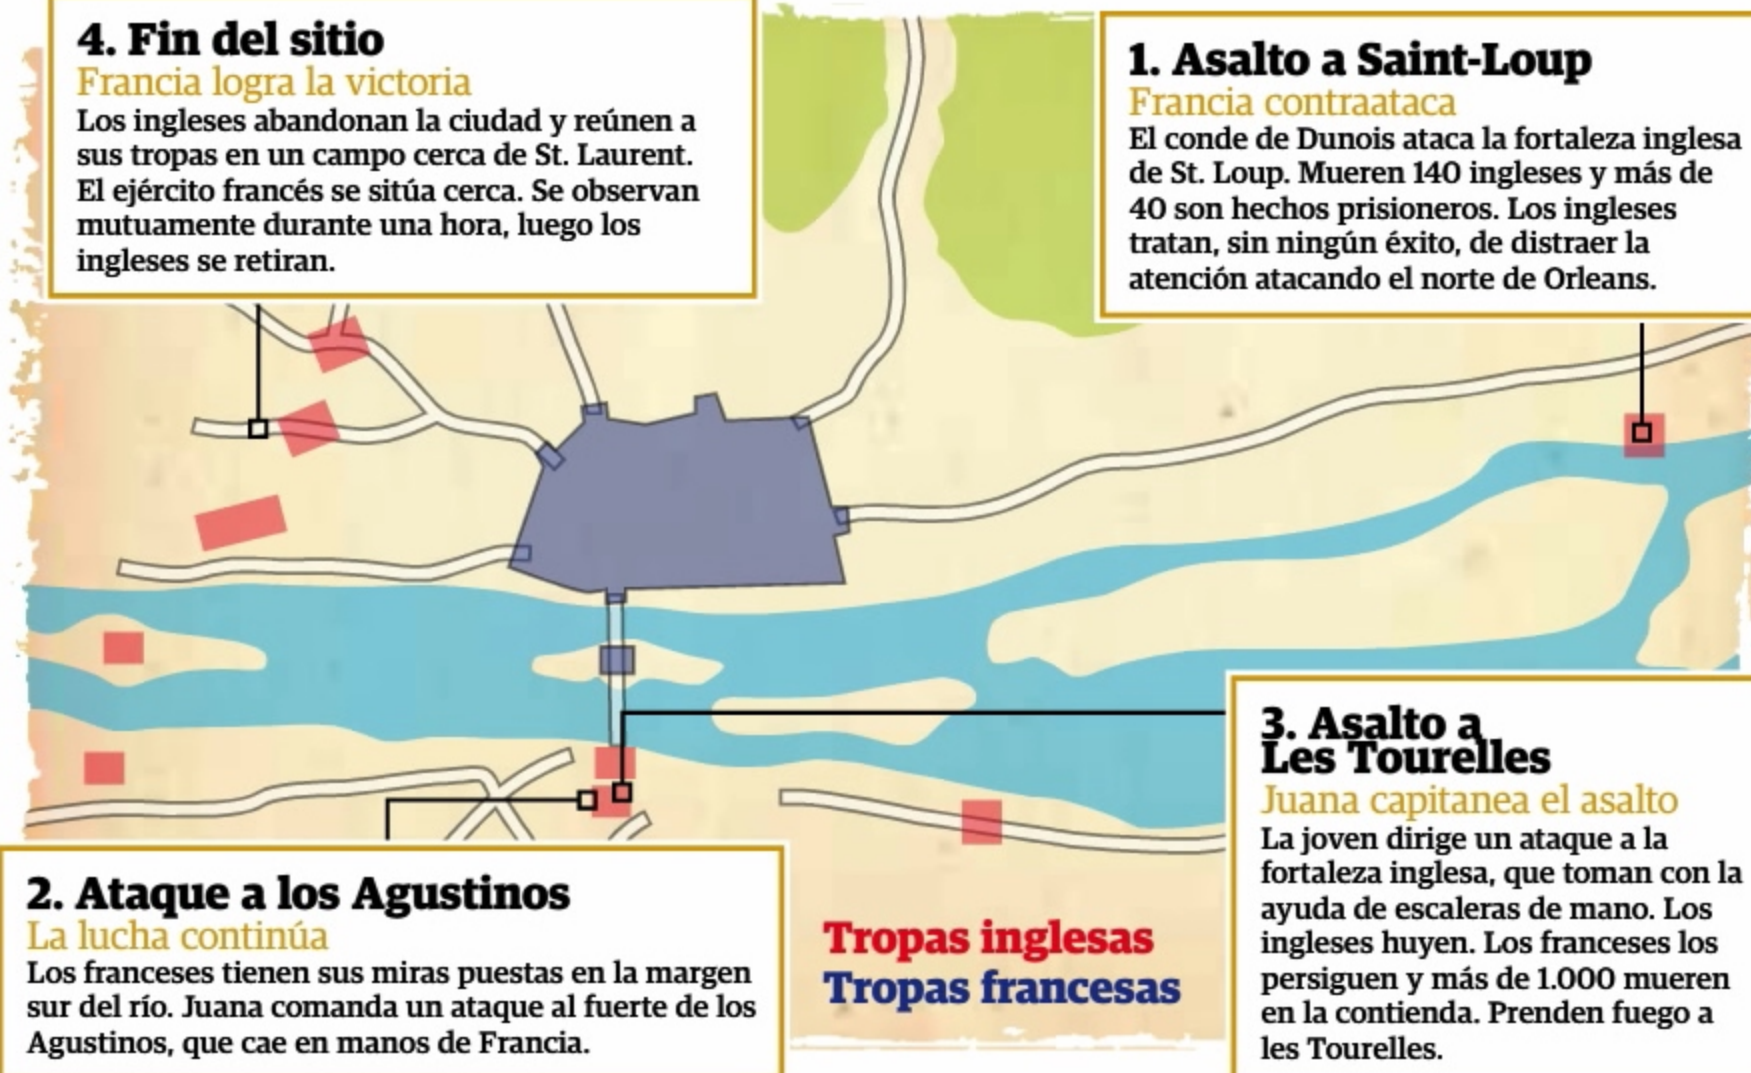 4. Fin del sitio
Francia logra la victoria
Los ingleses abandonan la ciudad y reúnen a
sus tropas en un campo cerca de St. Laurent.
El ejército francés se sitúa cerca. Se observan
mutuamente durante una hora, luego los
ingleses se retiran.
1. Asalto a Saint-Loup
Francia contraataca
El conde de Dunois ataca la fortaleza inglesa
de St. Loup. Mueren 140 ingleses y más de
40 son hechos prisioneros. Los ingleses
tratan, sin ningún éxito, de distraer la
atención atacando el norte de Orleans.
2. Ataque a los Agustinos
La lucha continúa
Los franceses tienen sus miras puestas en la margen
sur del río. Juana comanda un ataque al fuerte de los
Agustinos, que cae en manos de Francia.
Tropas inglesas
Tropas francesas
3. Asalto a
Les Tourelles
Juana capitanea el asalto
La joven dirige un ataque a la
fortaleza inglesa, que toman con la
ayuda de escaleras de mano. Los
ingleses huyen. Los franceses los
persiguen y más de 1.000 mueren
en la contienda. Prenden fuego a
les Tourelles.